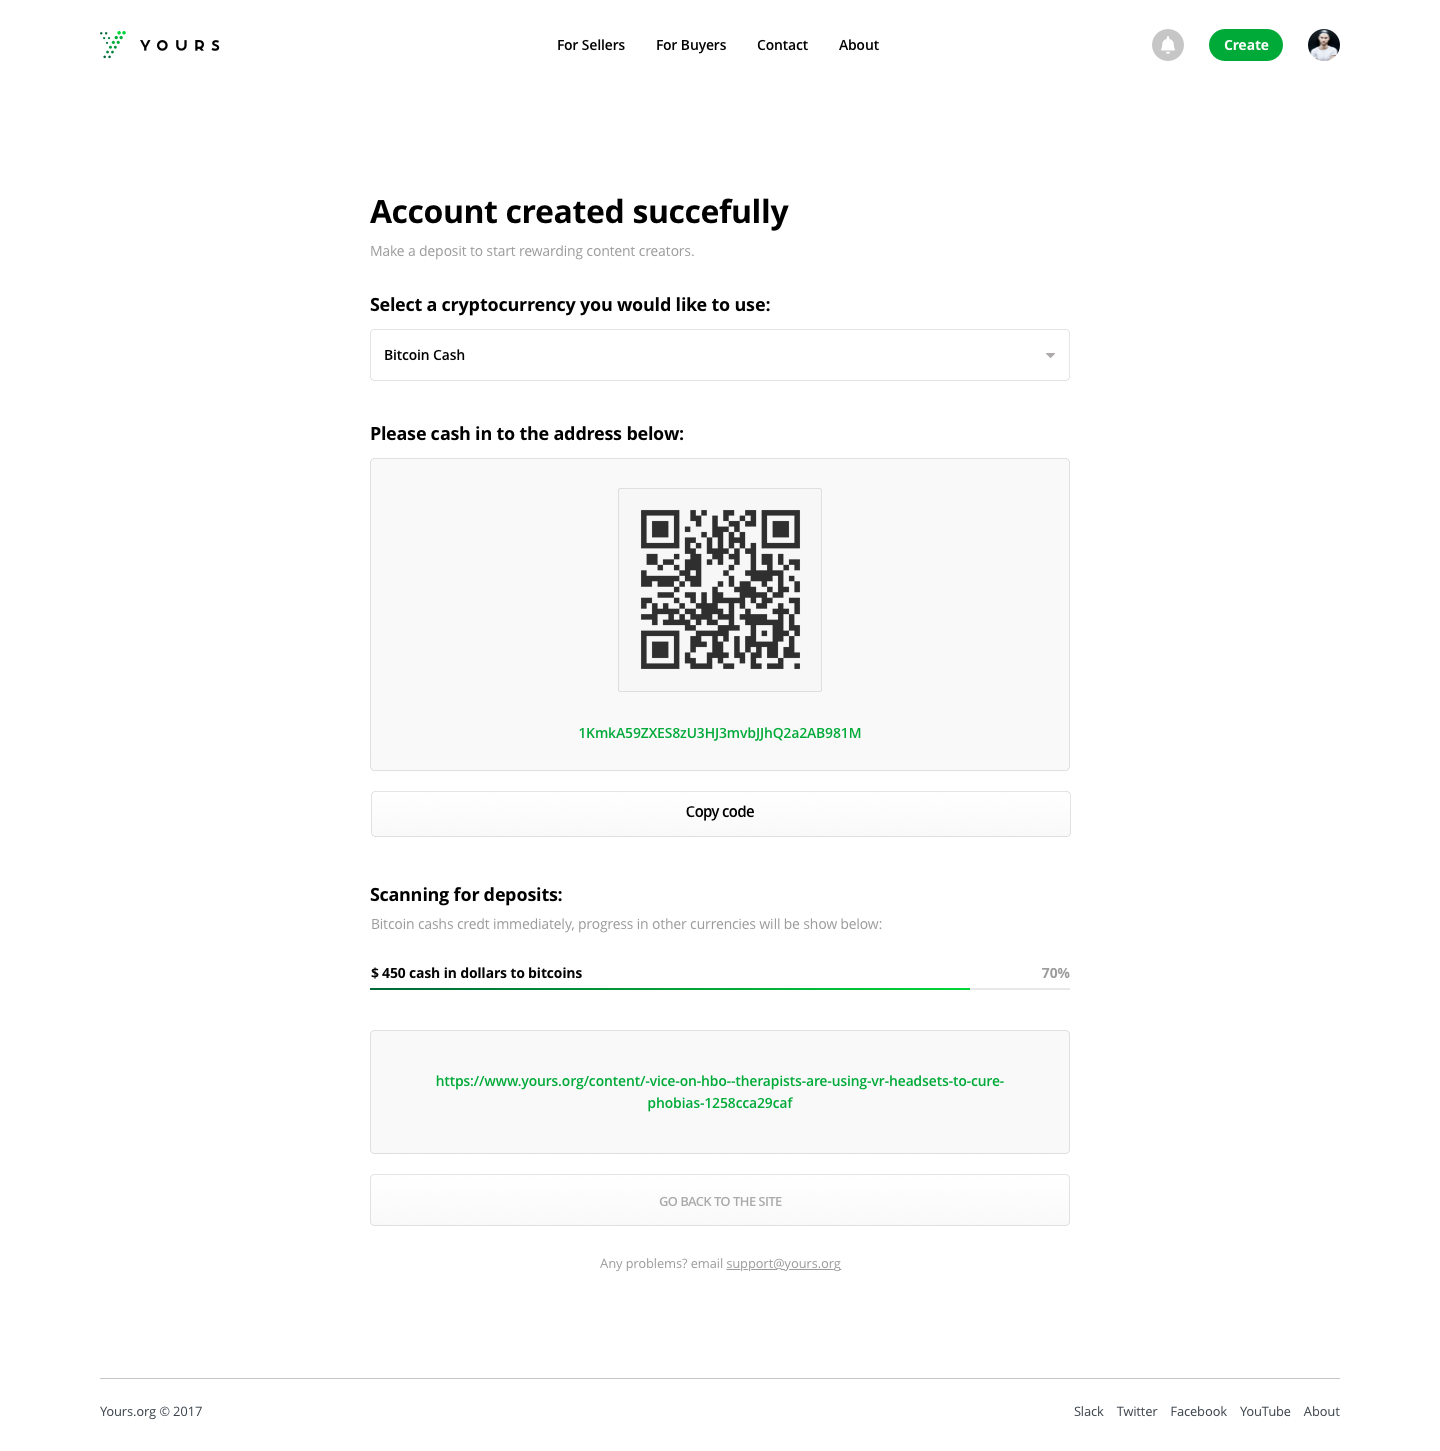 YOURS
For Sellers
For Buyers
Contact
About
Create
Account created succefully
Make a deposit to start rewarding content creators.
Select a cryptocurrency you would like to use:
Bitcoin Cash
Please cash in to the address below:
1KmkA59ZXES8zU3HJ3mvbJJhQ2a2AB981M
Copy code
Scanning for deposits:
Bitcoin cashs credt immediately, progress in other currencies will be show below:
$ 450 cash in dollars to bitcoins
70%
https://www.yours.org/content/-vice-on-hbo--therapists-are-using-vr-headsets-to-cure-
phobias-1258cca29caf
GO BACK TO THE SITE
Any problems? email support@yours.org
Yours.org © 2017
Slack
Twitter
Facebook
YouTube
About